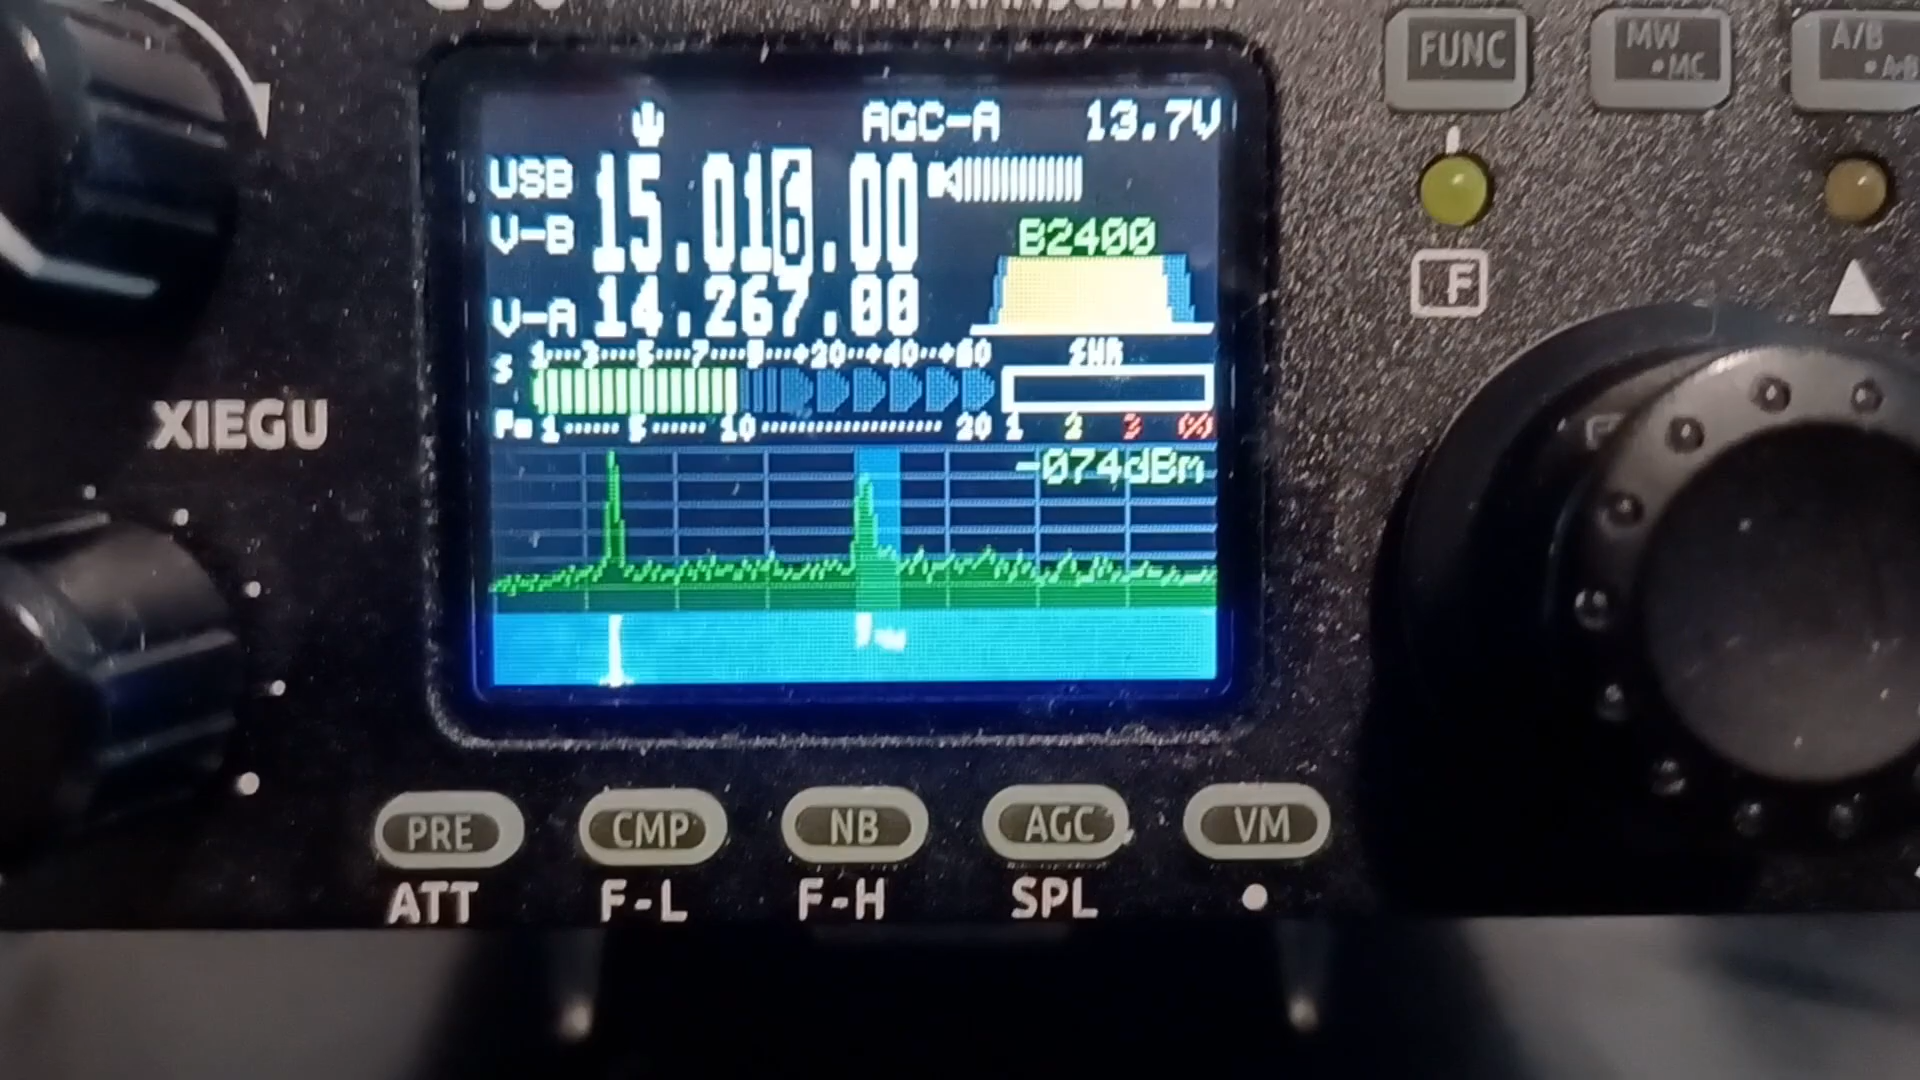 HF TRANSCEIVER
FUNC
MW
•MC
A/B
AGC-A 13.7V
USB 15.016.00
V-B
B2400
V-A 14.267.00
S 1 3 5 7 9 +20 +40 +60 SWR
Po 1 5 10 20 1 2 3 ∞
-074dBm
F
XIEGU
PRE CMP NB AGC VM
ATT F-L F-H SPL